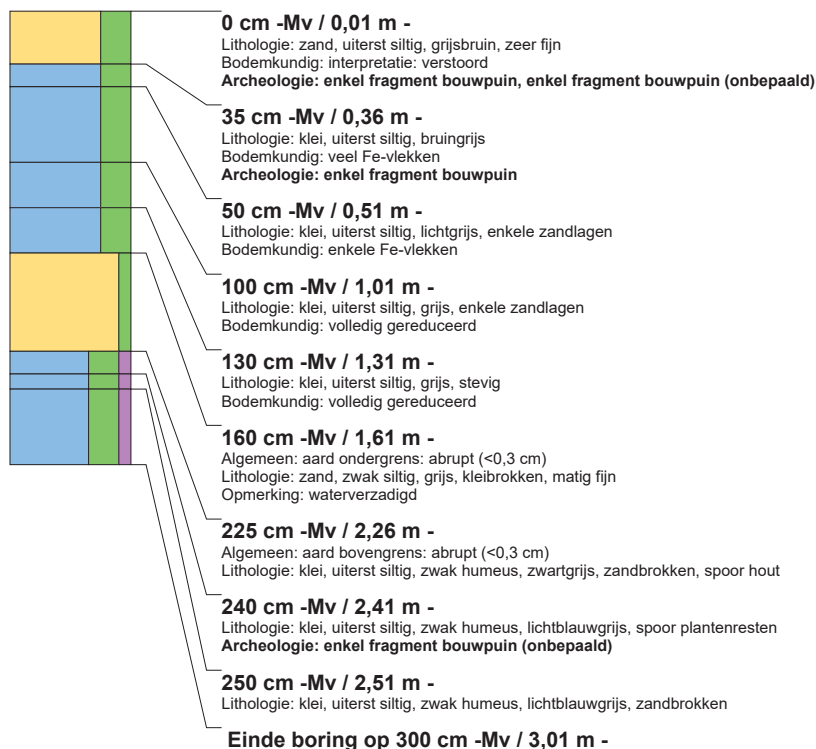 0 cm -Mv / 0,01 m -
Lithologie: zand, uiterst siltig, grijsbruin, zeer fijn
Bodemkundig: interpretatie: verstoord
Archeologie: enkel fragment bouwpuin, enkel fragment bouwpuin (onbepaald)
35 cm -Mv / 0,36 m -
Lithologie: klei, uiterst siltig, bruingrijs
Bodemkundig: veel Fe-vlekken
Archeologie: enkel fragment bouwpuin
50 cm -Mv / 0,51 m -
Lithologie: klei, uiterst siltig, lichtgrijs, enkele zandlagen
Bodemkundig: enkele Fe-vlekken
100 cm -Mv / 1,01 m -
Lithologie: klei, uiterst siltig, grijs, enkele zandlagen
Bodemkundig: volledig gereduceerd
130 cm -Mv / 1,31 m -
Lithologie: klei, uiterst siltig, grijs, stevig
Bodemkundig: volledig gereduceerd
160 cm -Mv / 1,61 m -
Algemeen: aard ondergrens: abrupt (<0,3 cm)
Lithologie: zand, zwak siltig, grijs, kleibrokken, matig fijn
Opmerking: waterverzadigd
225 cm -Mv / 2,26 m -
Algemeen: aard bovengrens: abrupt (<0,3 cm)
Lithologie: klei, uiterst siltig, zwak humeus, zwartgrijs, zandbrokken, spoor hout
240 cm -Mv / 2,41 m -
Lithologie: klei, uiterst siltig, zwak humeus, lichtblauwgrijs, spoor plantenresten
Archeologie: enkel fragment bouwpuin (onbepaald)
250 cm -Mv / 2,51 m -
Lithologie: klei, uiterst siltig, zwak humeus, lichtblauwgrijs, zandbrokken
Einde boring op 300 cm -Mv / 3,01 m -